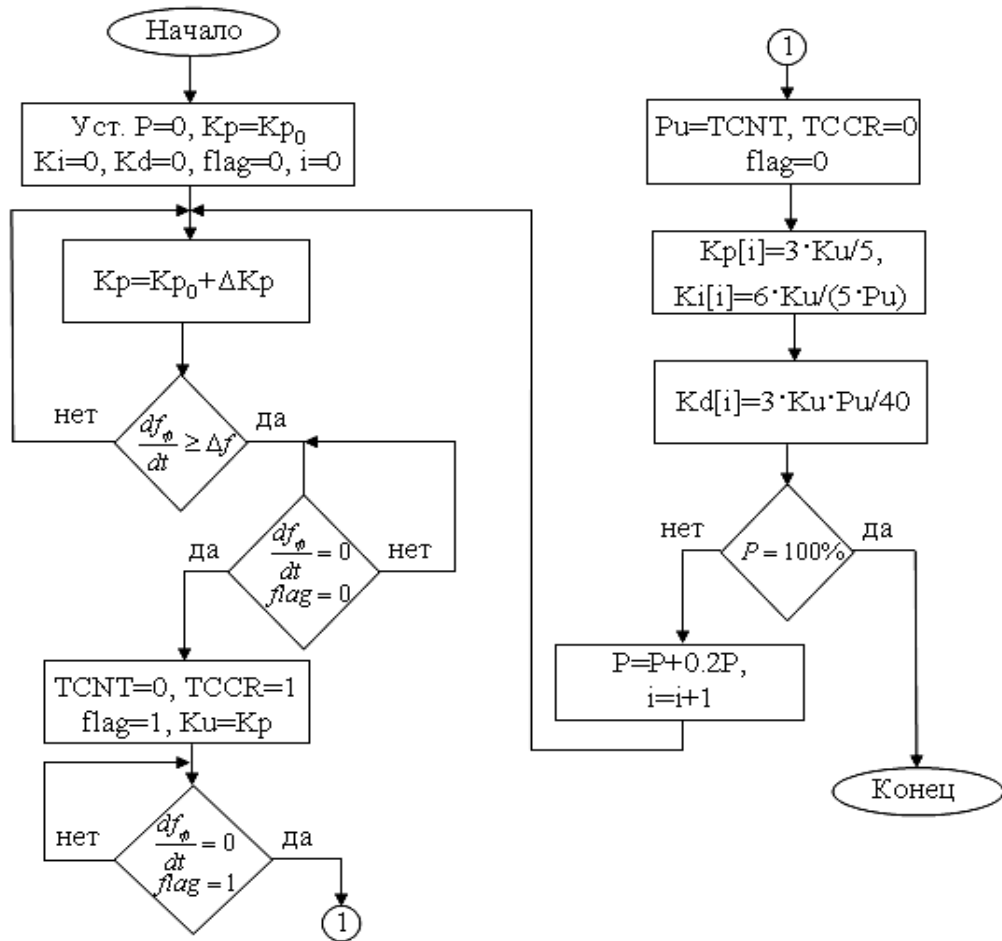 Начало
Уст. P=0, Kp=Kp₀
Ki=0, Kd=0, flag=0, i=0
Kp=Kp₀+ΔKp
нет
df_ф/dt ≥ Δf
да
да
df_ф/dt = 0
flag = 0
нет
TCNT=0, TCCR=1
flag=1, Ku=Kp
нет
df_ф/dt = 0
flag = 1
да
1
1
Pu=TCNT, TCCR=0
flag=0
Kp[i]=3·Ku/5,
Ki[i]=6·Ku/(5·Pu)
Kd[i]=3·Ku·Pu/40
нет
P = 100%
да
P=P+0.2P,
i=i+1
Конец